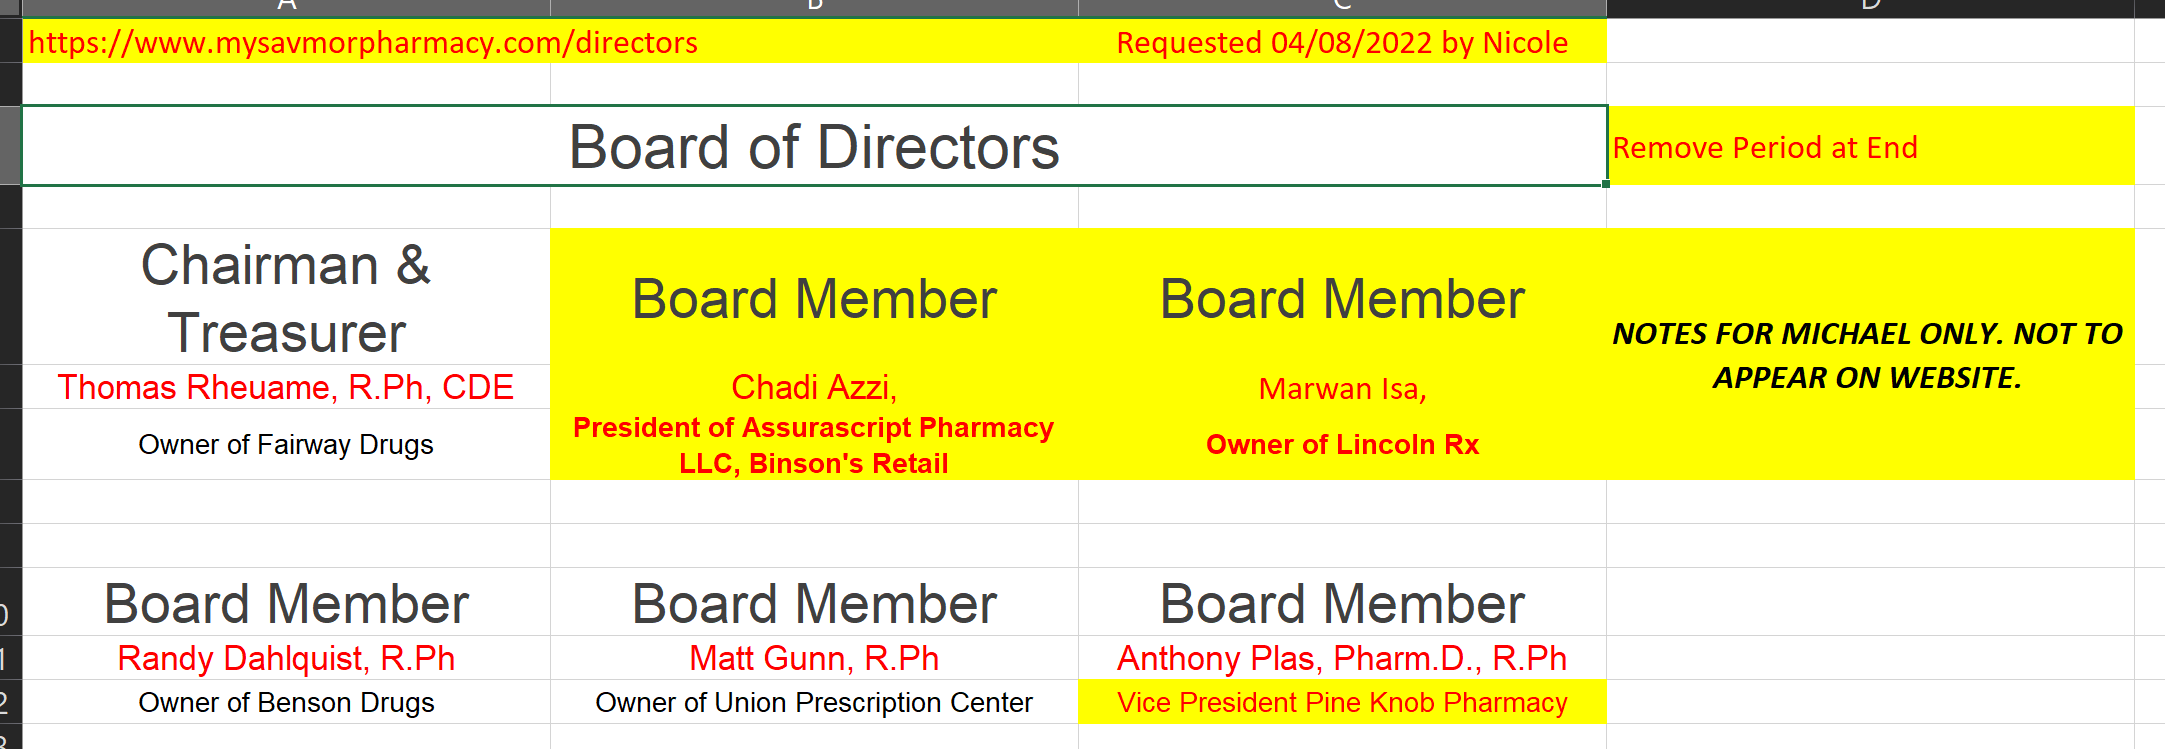 A B C D
https://www.mysavmorpharmacy.com/directors Requested 04/08/2022 by Nicole
Board of Directors Remove Period at End
Chairman &
Treasurer
Board Member
Board Member
NOTES FOR MICHAEL ONLY. NOT TO
APPEAR ON WEBSITE.
Thomas Rheuame, R.Ph, CDE
Chadi Azzi,
Marwan Isa,
Owner of Fairway Drugs
President of Assurascript Pharmacy
LLC, Binson's Retail
Owner of Lincoln Rx
Board Member Board Member Board Member
Randy Dahlquist, R.Ph Matt Gunn, R.Ph Anthony Plas, Pharm.D., R.Ph
Owner of Benson Drugs Owner of Union Prescription Center Vice President Pine Knob Pharmacy